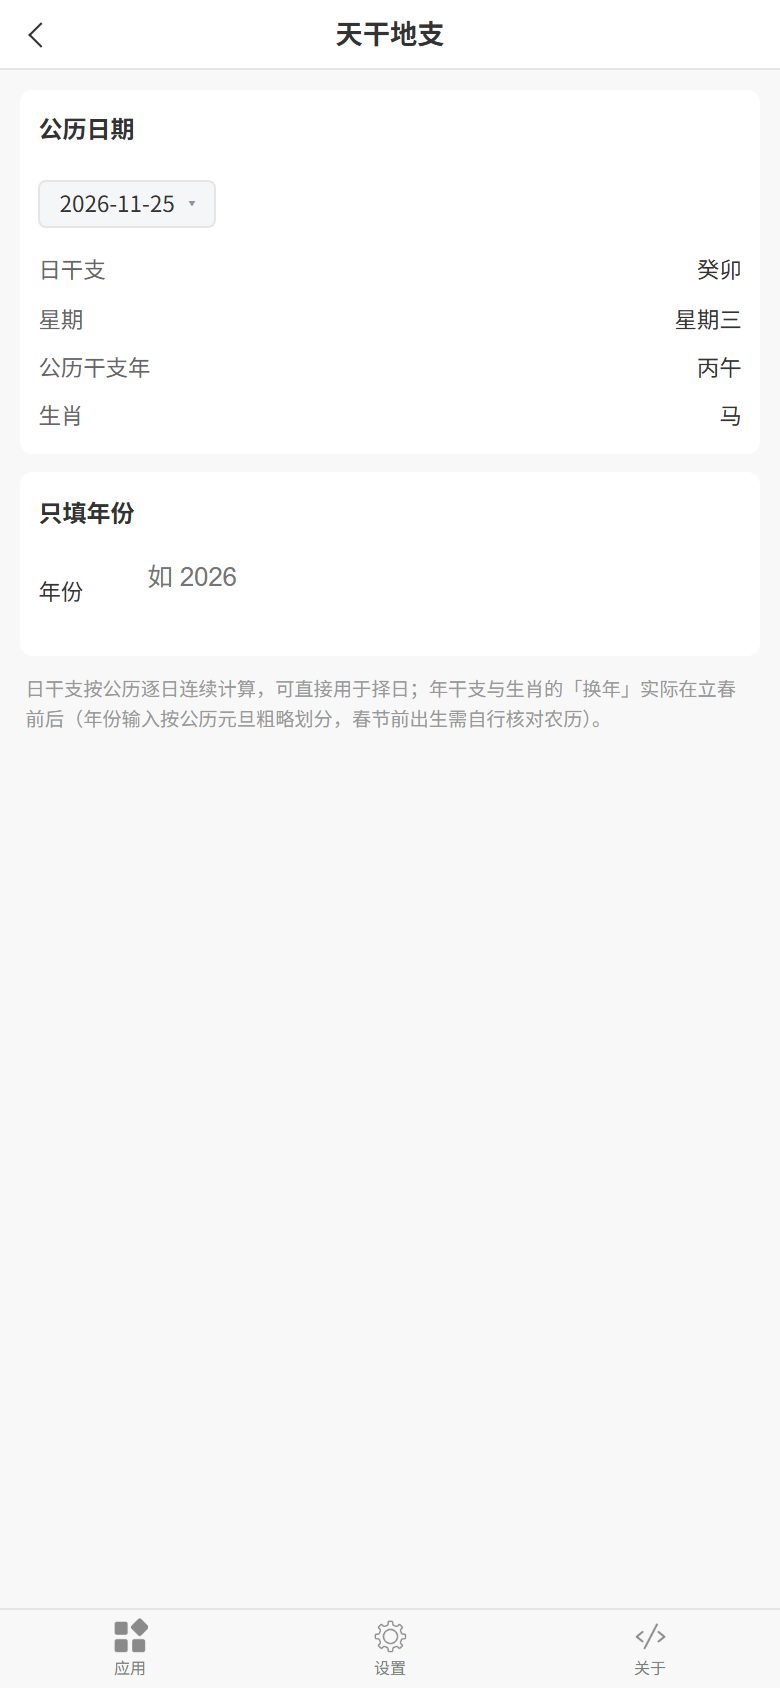 天干地支
公历日期
2026-11-25
日干支 癸卯
星期 星期三
公历干支年 丙午
生肖 马
只填年份
年份 如 2026
日干支按公历逐日连续计算，可直接用于择日；年干支与生肖的「换年」实际在立春
前后（年份输入按公历元旦粗略划分，春节前出生需自行核对农历）。
应用 设置 关于